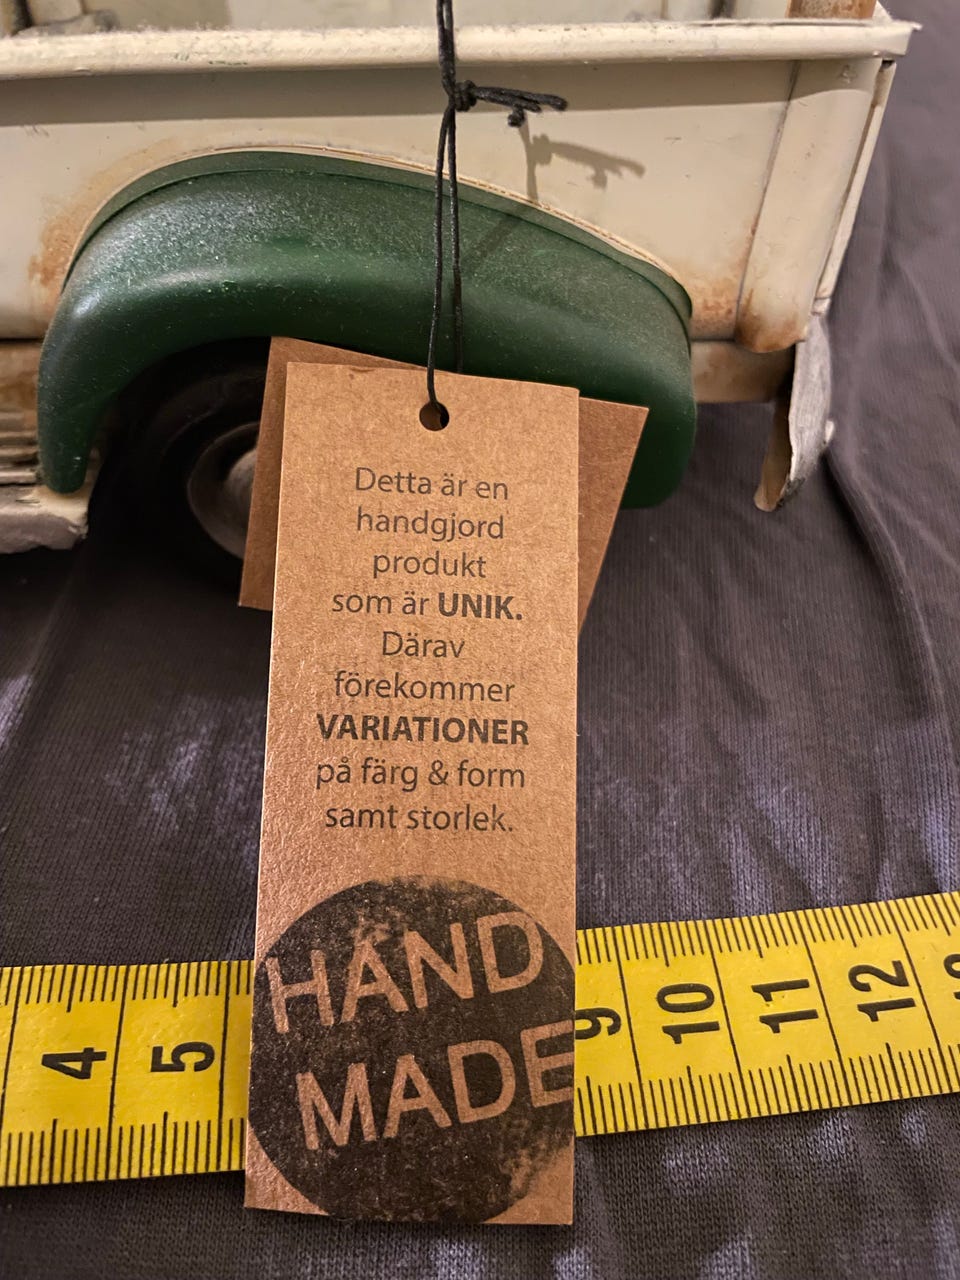 Detta är en
handgjord
produkt
som är UNIK.
Därav
förekommer
VARIATIONER
på färg & form
samt storlek.
HAND
MADE
4 5 9 10 11 12